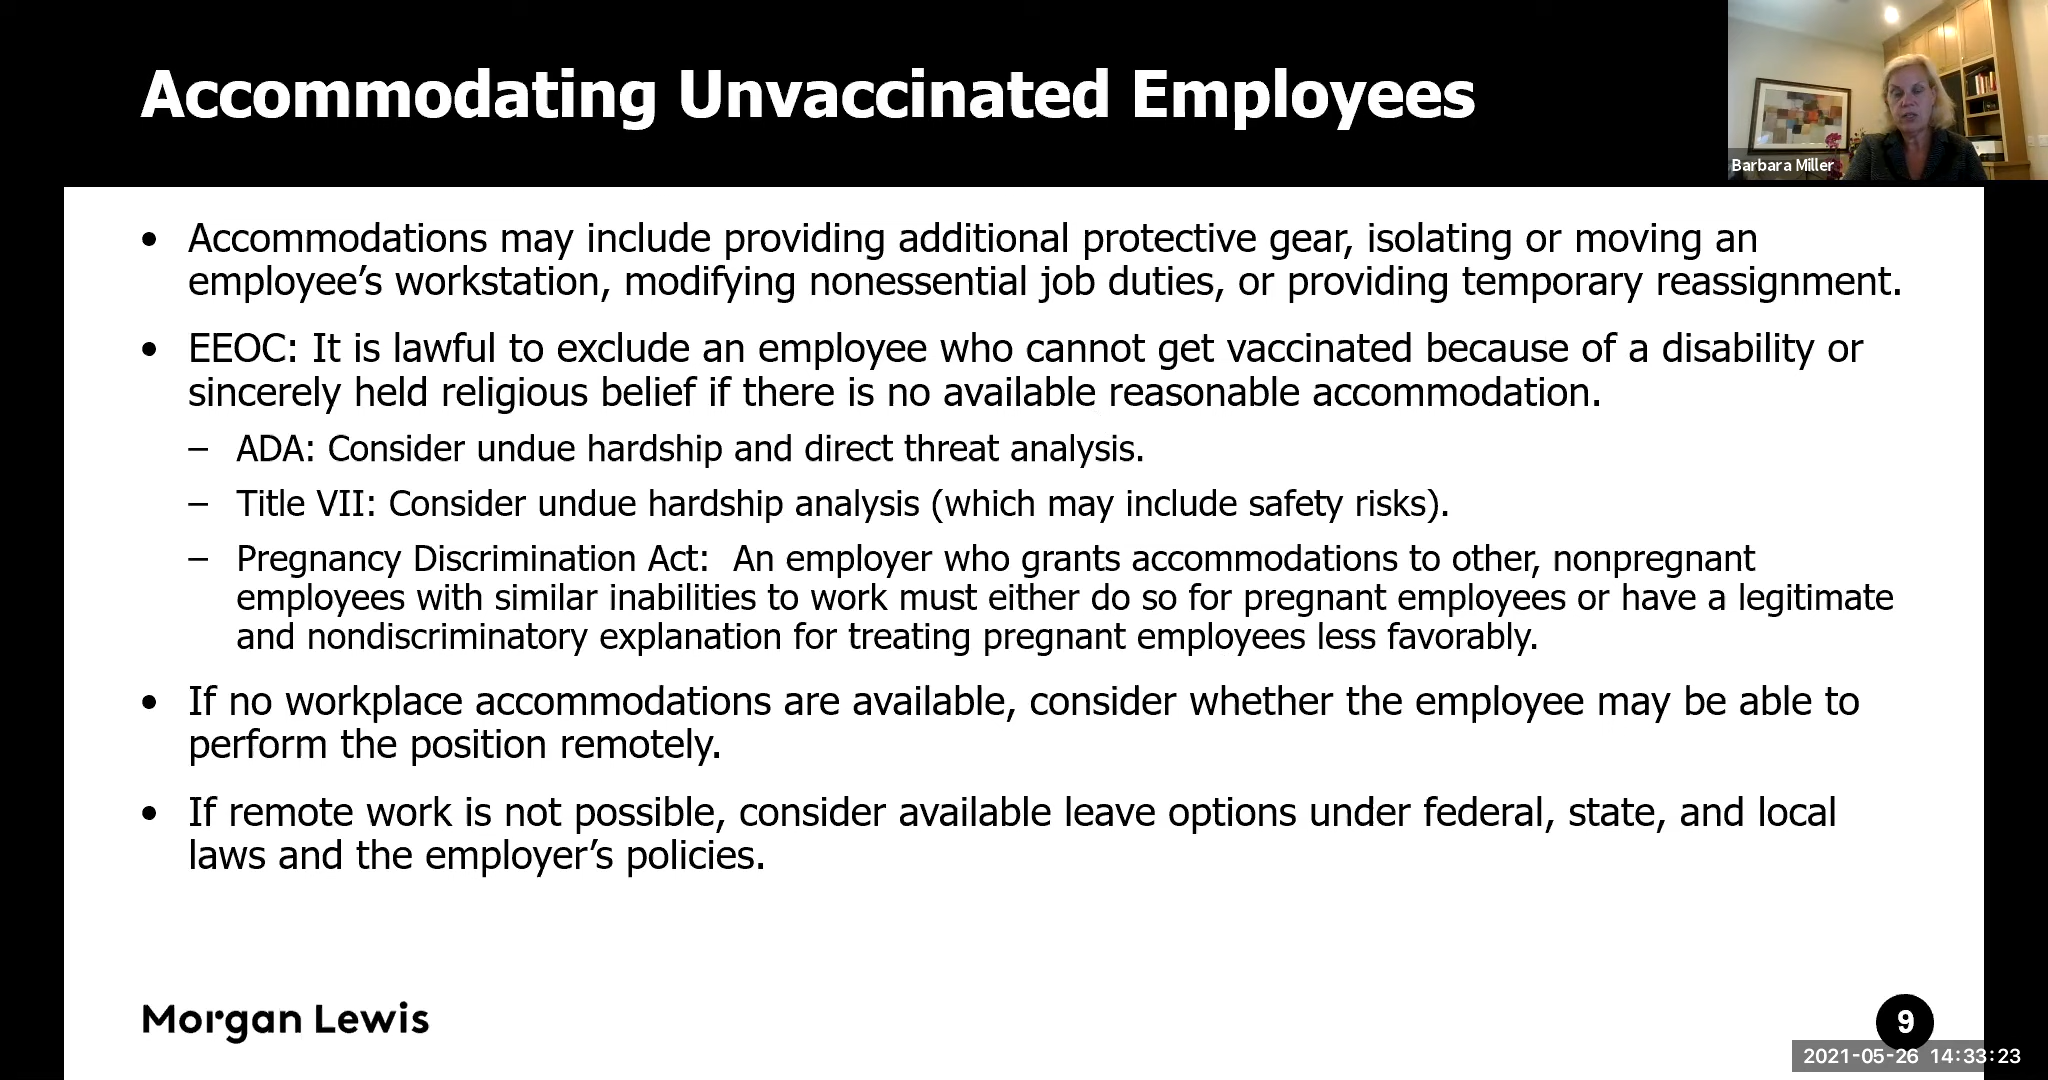 Accommodating Unvaccinated Employees
Barbara Miller
• Accommodations may include providing additional protective gear, isolating or moving an
employee’s workstation, modifying nonessential job duties, or providing temporary reassignment.
• EEOC: It is lawful to exclude an employee who cannot get vaccinated because of a disability or
sincerely held religious belief if there is no available reasonable accommodation.
– ADA: Consider undue hardship and direct threat analysis.
– Title VII: Consider undue hardship analysis (which may include safety risks).
– Pregnancy Discrimination Act:  An employer who grants accommodations to other, nonpregnant
employees with similar inabilities to work must either do so for pregnant employees or have a legitimate
and nondiscriminatory explanation for treating pregnant employees less favorably.
• If no workplace accommodations are available, consider whether the employee may be able to
perform the position remotely.
• If remote work is not possible, consider available leave options under federal, state, and local
laws and the employer’s policies.
Morgan Lewis
9
2021-05-26 14:33:23